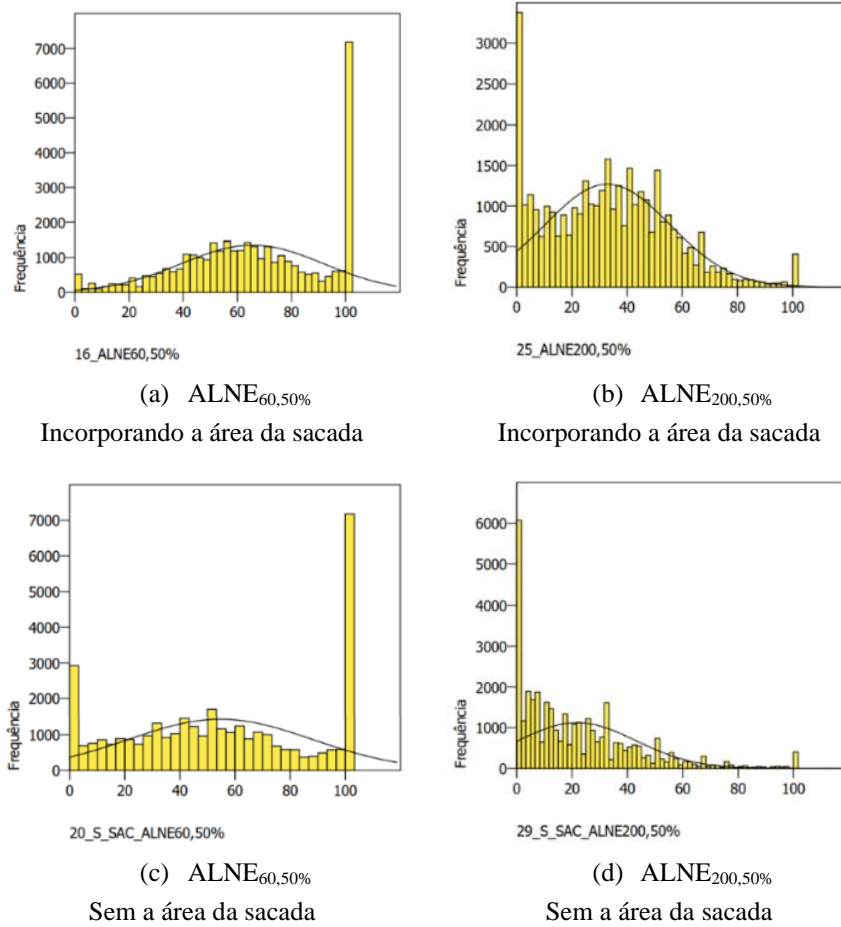 Frequência
7000
6000
5000
4000
3000
2000
1000
0
0 20 40 60 80 100
16_ALNE60,50%
(a) ALNE60,50%
Incorporando a área da sacada
Frequência
3000
2500
2000
1500
1000
500
0
0 20 40 60 80 100
25_ALNE200,50%
(b) ALNE200,50%
Incorporando a área da sacada
Frequência
7000
6000
5000
4000
3000
2000
1000
0
0 20 40 60 80 100
20_S_SAC_ALNE60,50%
(c) ALNE60,50%
Sem a área da sacada
Frequência
6000
5000
4000
3000
2000
1000
0
0 20 40 60 80 100
29_S_SAC_ALNE200,50%
(d) ALNE200,50%
Sem a área da sacada